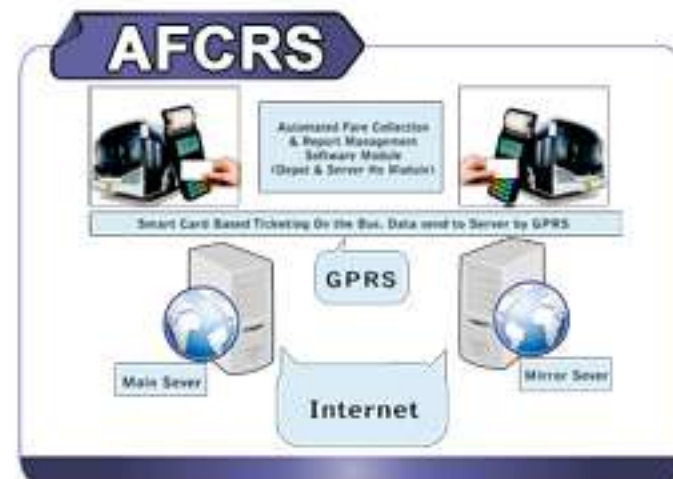 AFCRS
Automated Fare Collection
& Report Management
Software Module
(Depot & Server Ho Module)
Smart Card Based Ticketing On the Bus. Data send to Server by GPRS
GPRS
Main Sever
Mirror Sever
Internet